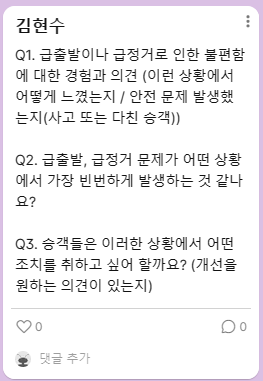 김현수
Q1. 급출발이나 급정거로 인한 불편함
에 대한 경험과 의견 (이런 상황에서
어떻게 느꼈는지 / 안전 문제 발생했
는지(사고 또는 다친 승객))
Q2. 급출발, 급정거 문제가 어떤 상황
에서 가장 빈번하게 발생하는 것 같나
요?
Q3. 승객들은 이러한 상황에서 어떤
조치를 취하고 싶어 할까요? (개선을
원하는 의견이 있는지)
0 0
댓글 추가